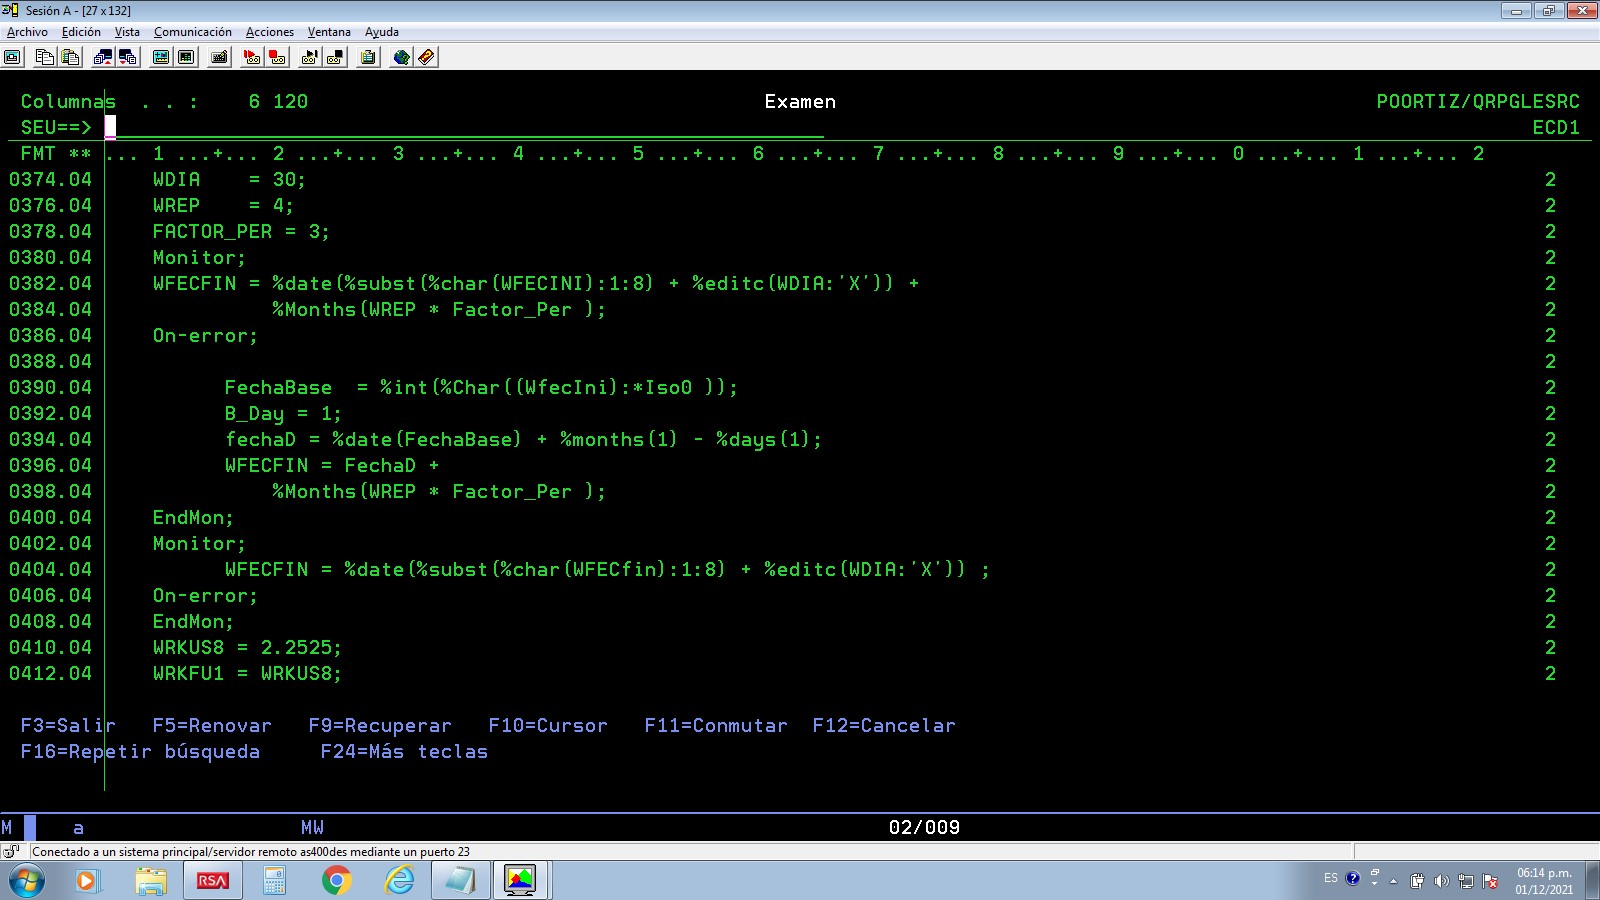 Sesión A - [27 x 132]
Archivo Edición Vista Comunicación Acciones Ventana Ayuda
Columnas . . : 6 120 Examen POORTIZ/QRPGLESRC
SEU==> ECD1
FMT ** ... 1 ...+... 2 ...+... 3 ...+... 4 ...+... 5 ...+... 6 ...+... 7 ...+... 8 ...+... 9 ...+... 0 ...+... 1 ...+... 2
0374.04 WDIA = 30; 2
0376.04 WREP = 4; 2
0378.04 FACTOR_PER = 3; 2
0380.04 Monitor; 2
0382.04 WFECFIN = %date(%subst(%char(WFECINI):1:8) + %editc(WDIA:'X')) + 2
0384.04 %Months(WREP * Factor_Per ); 2
0386.04 On-error; 2
0388.04 2
0390.04 FechaBase = %int(%Char((WfecIni):*Iso0 )); 2
0392.04 B_Day = 1; 2
0394.04 fechaD = %date(FechaBase) + %months(1) - %days(1); 2
0396.04 WFECFIN = FechaD + 2
0398.04 %Months(WREP * Factor_Per ); 2
0400.04 EndMon; 2
0402.04 Monitor; 2
0404.04 WFECFIN = %date(%subst(%char(WFECfin):1:8) + %editc(WDIA:'X')) ; 2
0406.04 On-error; 2
0408.04 EndMon; 2
0410.04 WRKUS8 = 2.2525; 2
0412.04 WRKFU1 = WRKUS8; 2
F3=Salir F5=Renovar F9=Recuperar F10=Cursor F11=Conmutar F12=Cancelar
F16=Repetir búsqueda F24=Más teclas
M a MW 02/009
Conectado a un sistema principal/servidor remoto as400des mediante un puerto 23
RSA ES 06:14 p.m.
01/12/2021